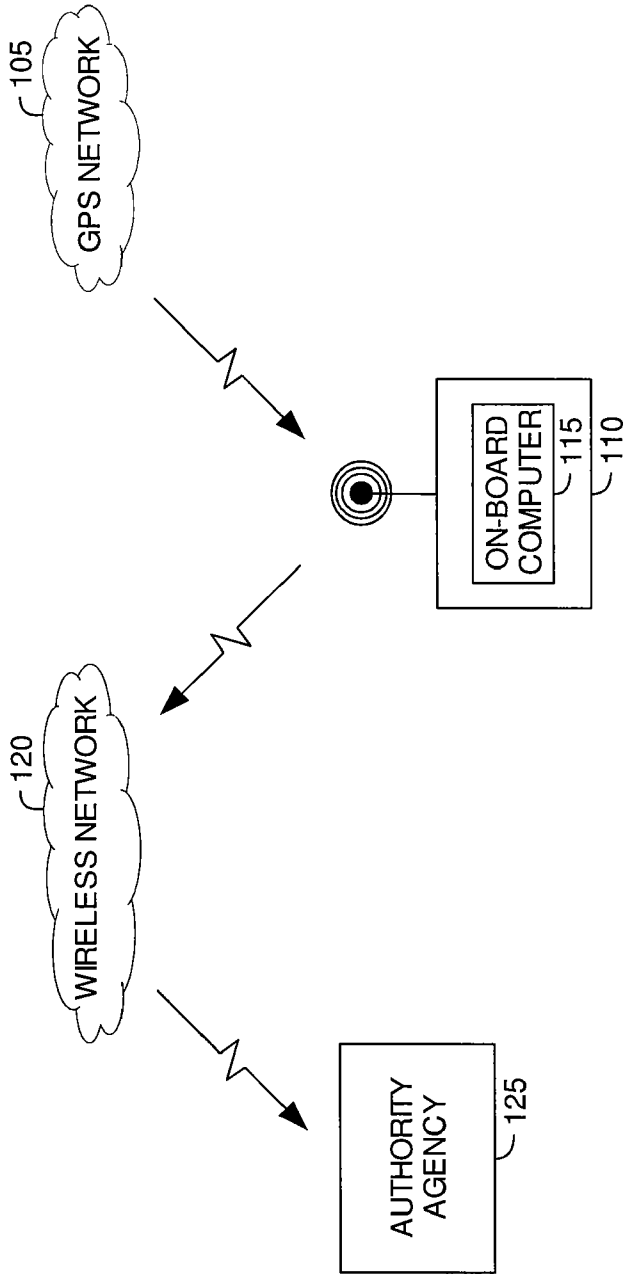 GPS NETWORK
105
WIRELESS NETWORK
120
ON-BOARD
COMPUTER
115
110
AUTHORITY
AGENCY
125